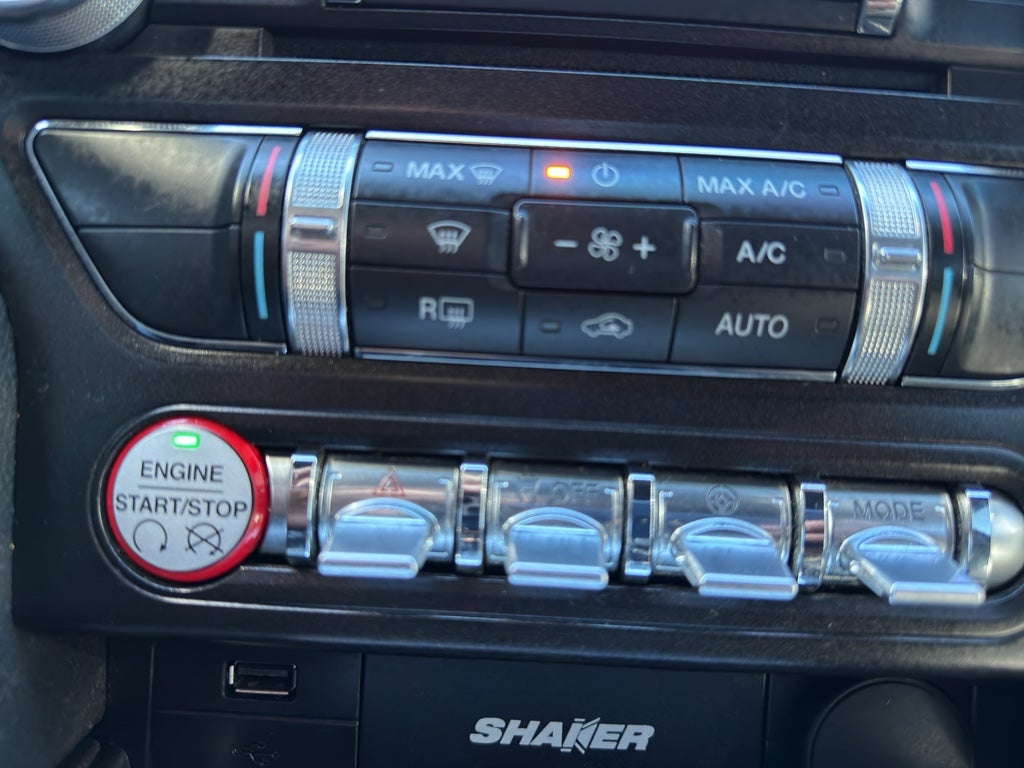 MAX
MAX A/C
- +
A/C
R
AUTO
ENGINE
START/STOP
OFF
MODE
SHAKER